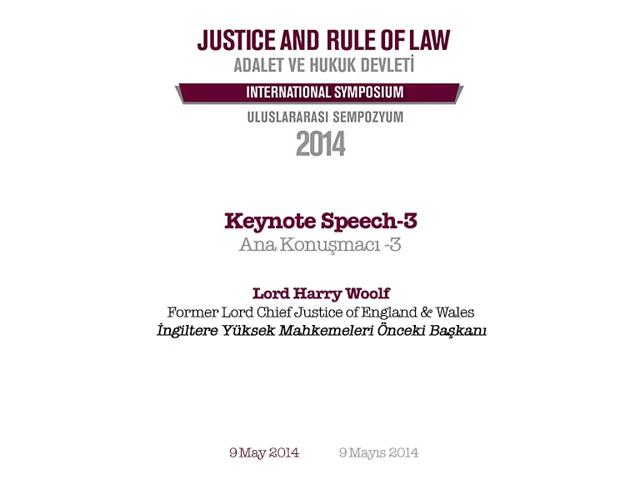 JUSTICE AND RULE OF LAW
ADALET VE HUKUK DEVLETİ
INTERNATIONAL SYMPOSIUM
ULUSLARARASI SEMPOZYUM
2014
Keynote Speech-3
Ana Konuşmacı -3
Lord Harry Woolf
Former Lord Chief Justice of England & Wales
İngiltere Yüksek Mahkemeleri Önceki Başkanı
9 May 2014 9 Mayıs 2014